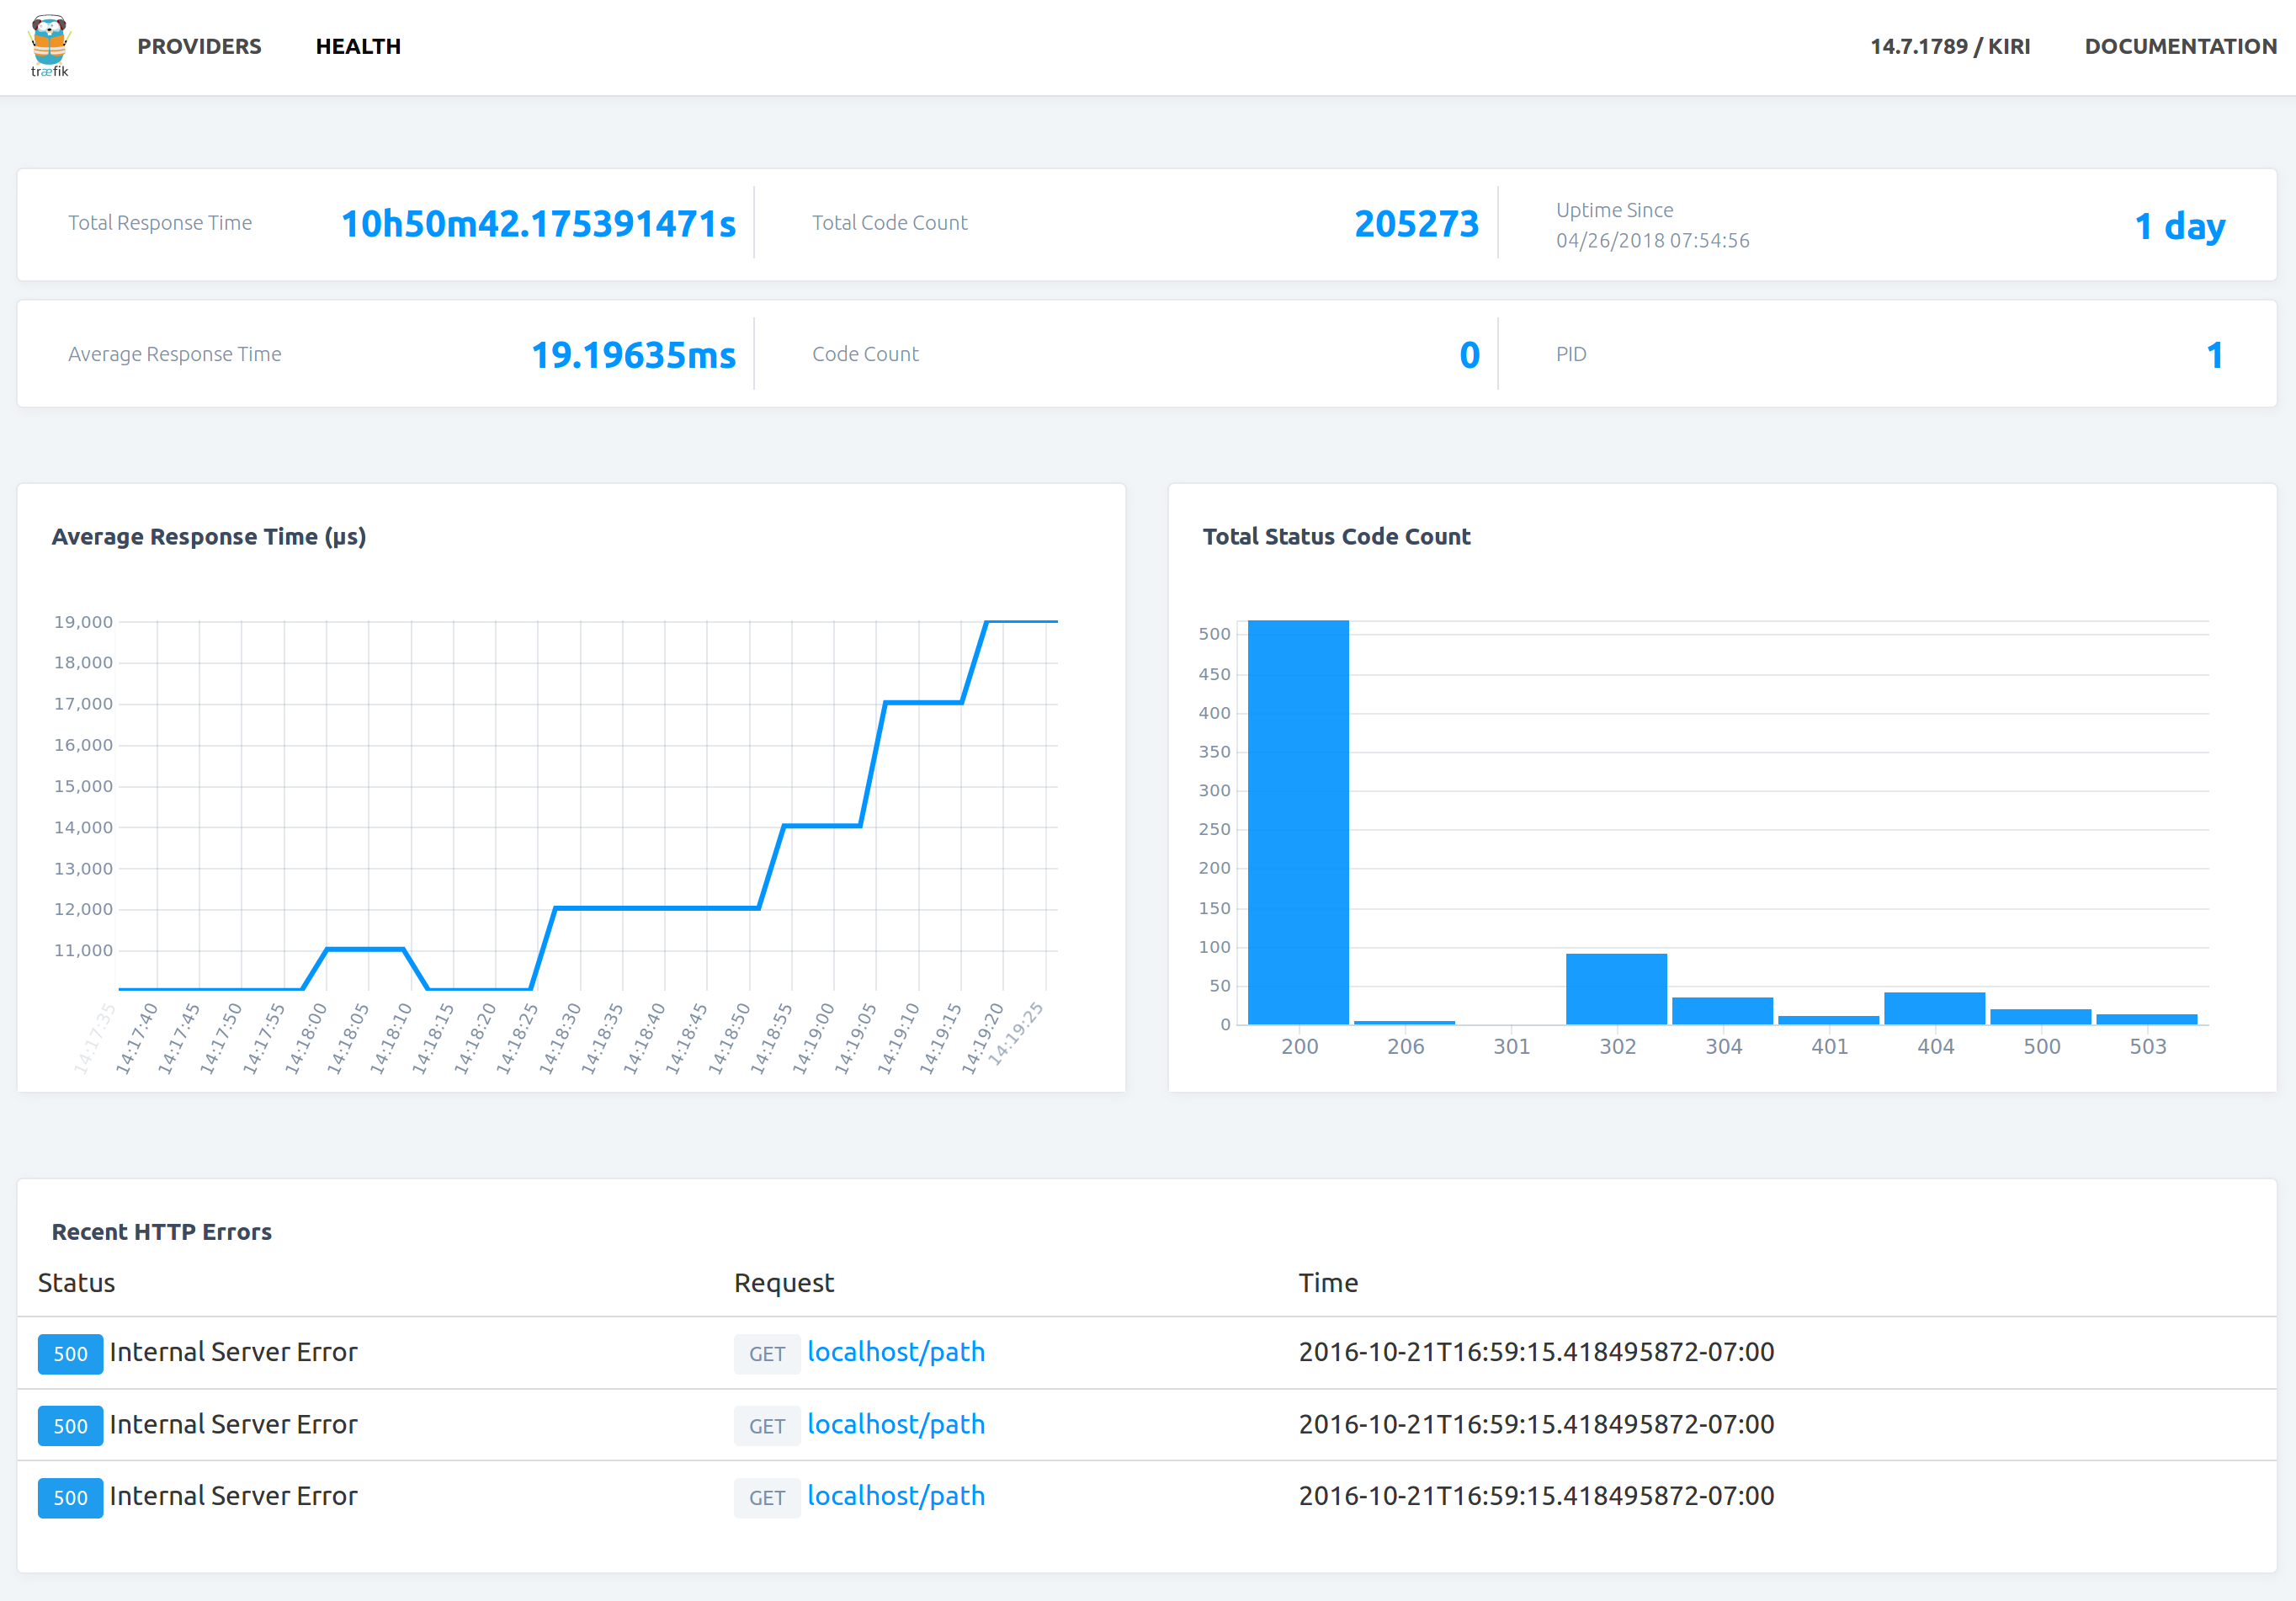 træfik
PROVIDERS
HEALTH
14.7.1789 / KIRI
DOCUMENTATION
Total Response Time
10h50m42.175391471s
Total Code Count
205273
Uptime Since
04/26/2018 07:54:56
1 day
Average Response Time
19.19635ms
Code Count
0
PID
1
Average Response Time (µs)
19,000
18,000
17,000
16,000
15,000
14,000
13,000
12,000
11,000
14:17:35
14:17:40
14:17:45
14:17:50
14:17:55
14:18:00
14:18:05
14:18:10
14:18:15
14:18:20
14:18:25
14:18:30
14:18:35
14:18:40
14:18:45
14:18:50
14:18:55
14:19:00
14:19:05
14:19:10
14:19:15
14:19:20
14:19:25
Total Status Code Count
500
450
400
350
300
250
200
150
100
50
0
200
206
301
302
304
401
404
500
503
Recent HTTP Errors
Status Request Time
500 Internal Server Error GET localhost/path 2016-10-21T16:59:15.418495872-07:00
500 Internal Server Error GET localhost/path 2016-10-21T16:59:15.418495872-07:00
500 Internal Server Error GET localhost/path 2016-10-21T16:59:15.418495872-07:00